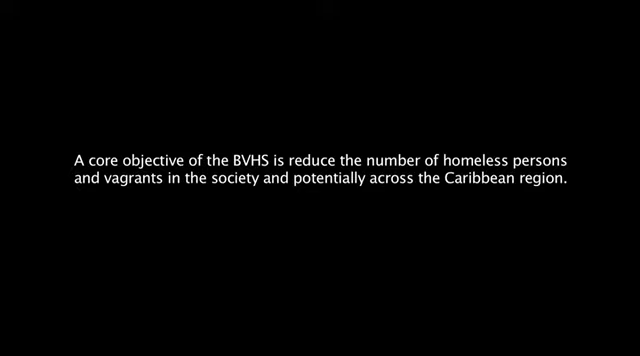 A core objective of the BVHS is reduce the number of homeless persons
and vagrants in the society and potentially across the Caribbean region.